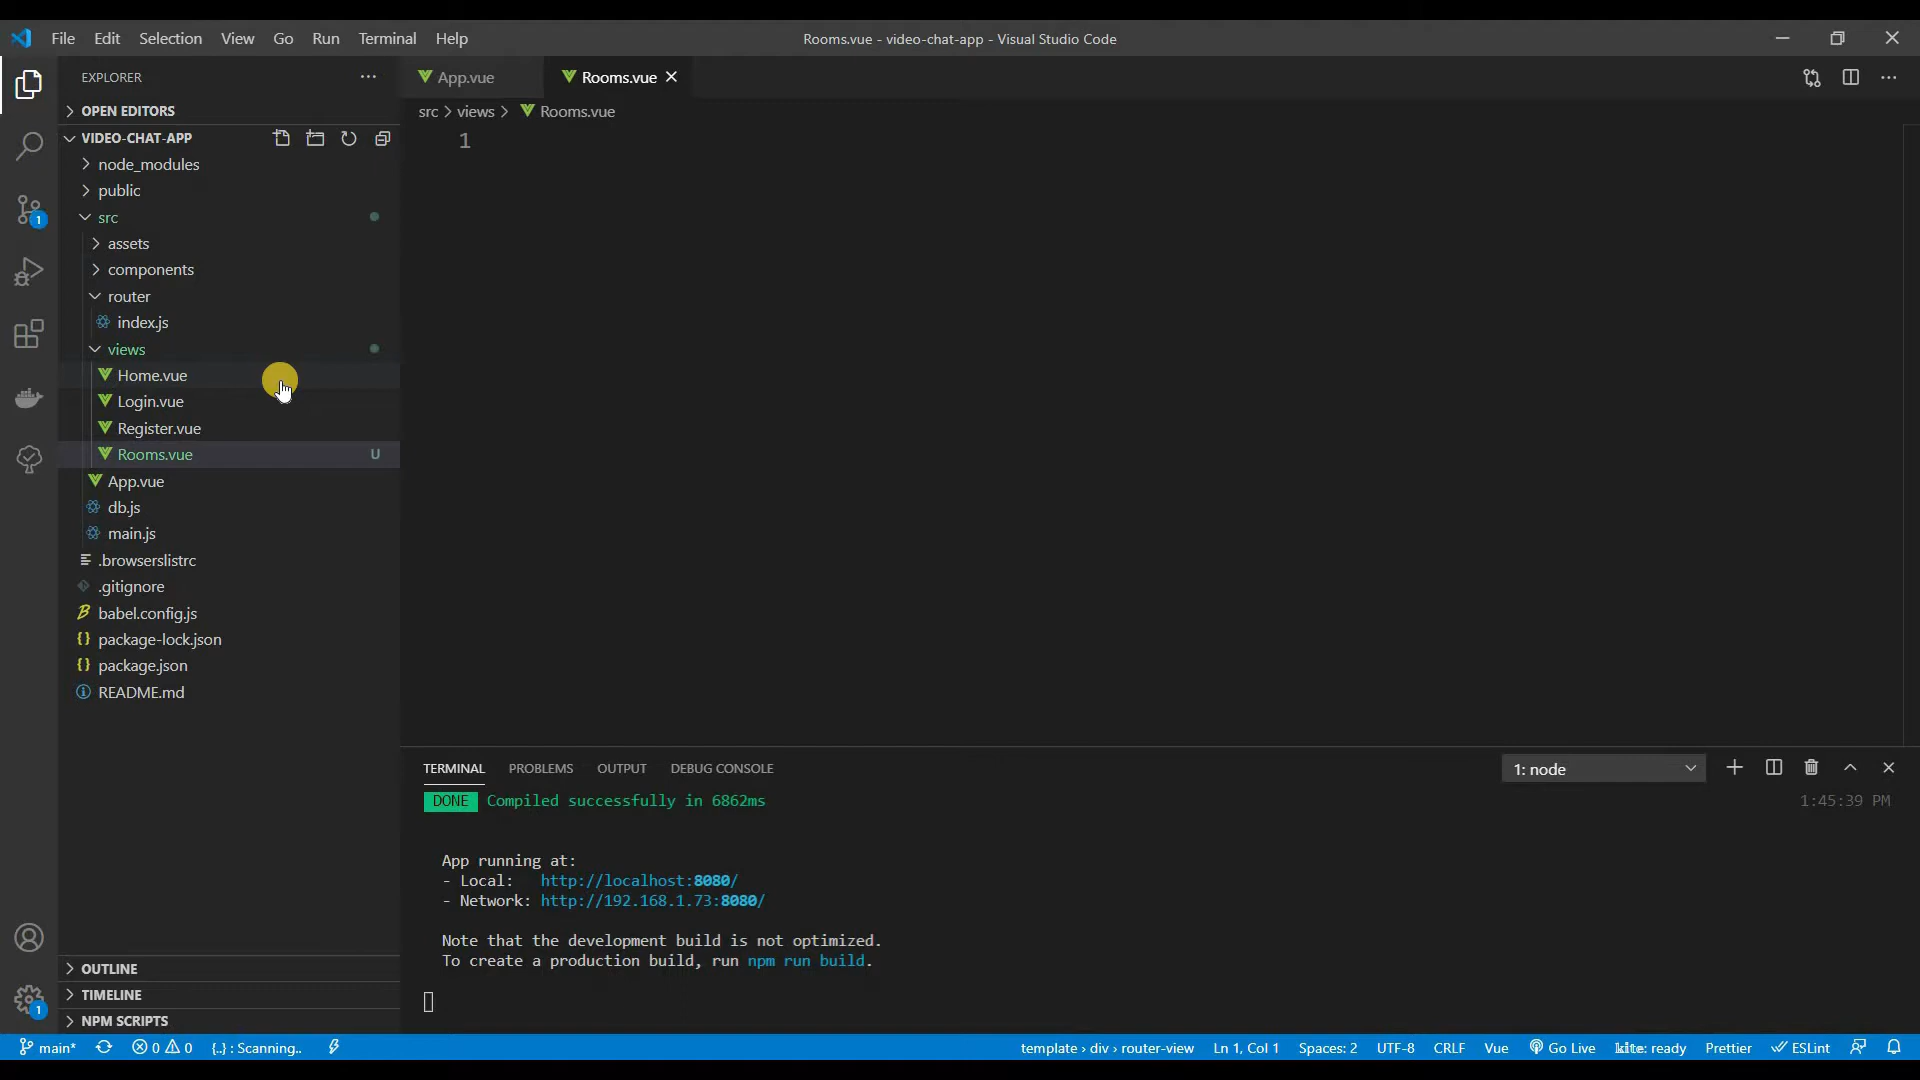 File Edit Selection View Go Run Terminal Help
Rooms.vue - video-chat-app - Visual Studio Code
EXPLORER
App.vue
Rooms.vue
OPEN EDITORS
src > views > Rooms.vue
VIDEO-CHAT-APP
1
node_modules
public
src
1
assets
components
router
index.js
views
Home.vue
Login.vue
Register.vue
Rooms.vue U
App.vue
db.js
main.js
.browserslistrc
.gitignore
babel.config.js
package-lock.json
package.json
README.md
TERMINAL PROBLEMS OUTPUT DEBUG CONSOLE
1: node
DONE Compiled successfully in 6862ms
1:45:39 PM
App running at:
- Local: http://localhost:8080/
- Network: http://192.168.1.73:8080/
Note that the development build is not optimized.
To create a production build, run npm run build.
OUTLINE
TIMELINE
1
NPM SCRIPTS
main* 0 0 {..} : Scanning.. template › div › router-view Ln 1, Col 1 Spaces: 2 UTF-8 CRLF Vue Go Live kite: ready Prettier ESLint